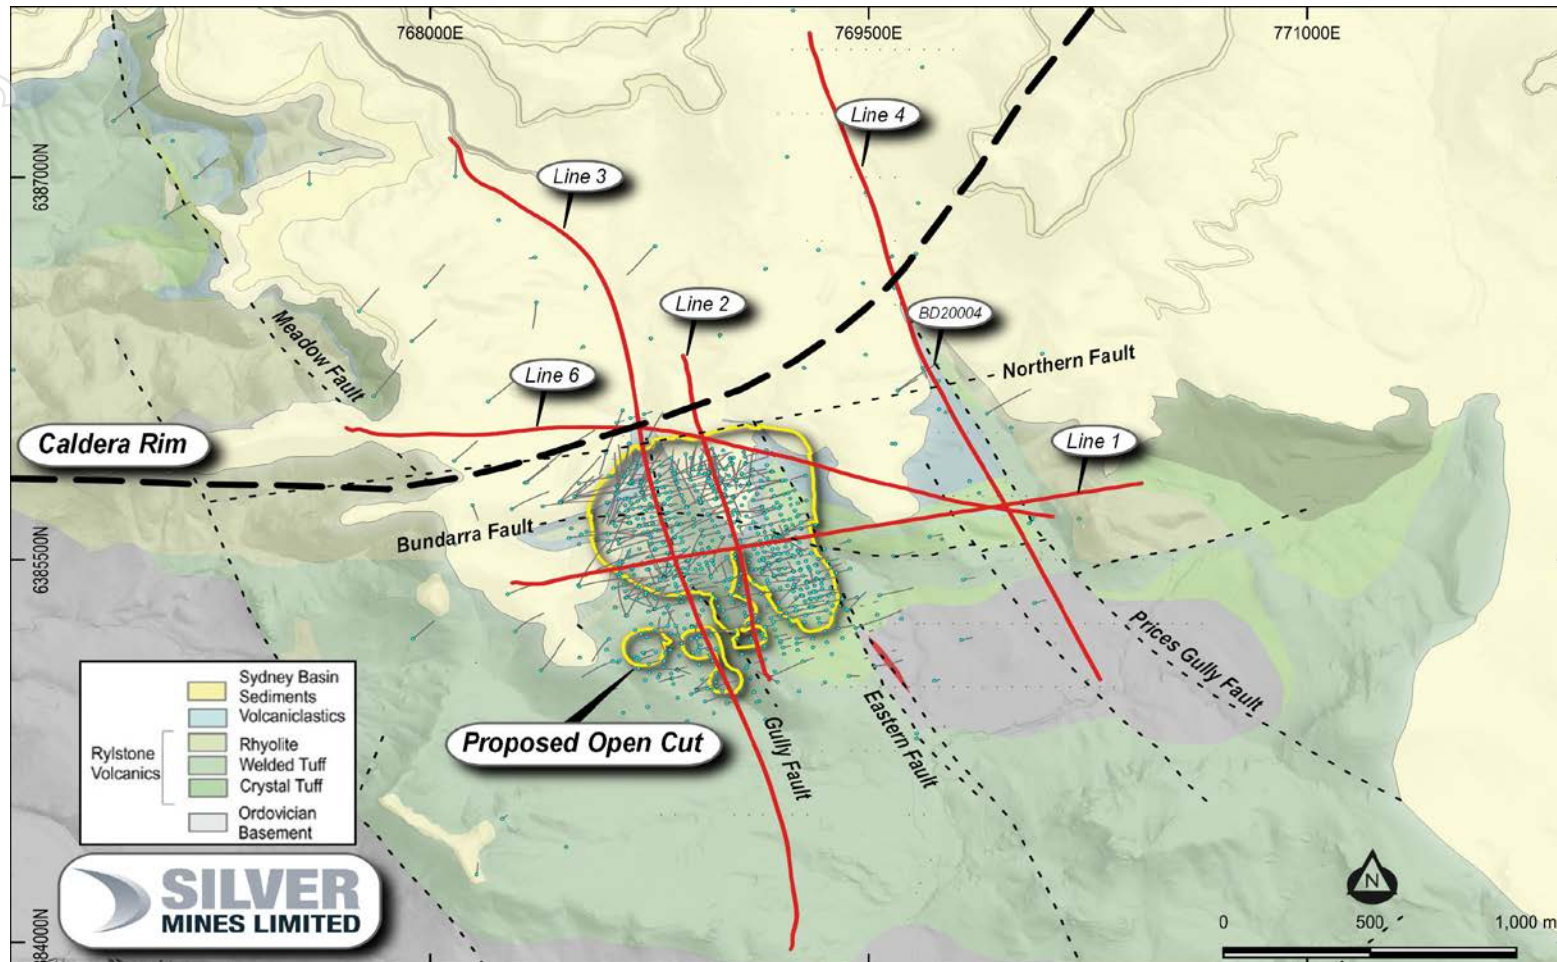 768000E
769500E
771000E
Line 4
6387000N
Line 3
Line 2
BD20004
Meadow Fault
Northern Fault
Line 6
Caldera Rim
Line 1
Bundarra Fault
6385500N
Prices Gully Fault
Eastern Fault
Gully Fault
Proposed Open Cut
Sydney Basin
Sediments
Volcaniclastics
Rylstone
Volcanics
Rhyolite
Welded Tuff
Crystal Tuff
Ordovician
Basement
SILVER
MINES LIMITED
384000N
N
0 500 1,000 m